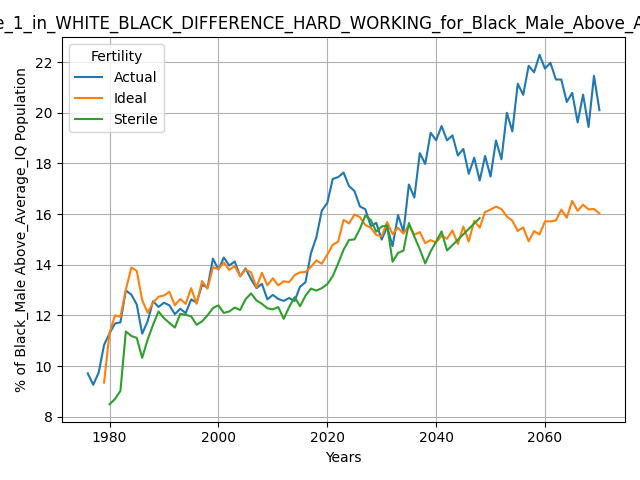 e_1_in_WHITE_BLACK_DIFFERENCE_HARD_WORKING_for_Black_Male_Above_A
Fertility
Actual
Ideal
Sterile
% of Black_Male Above_Average_IQ Population
22
20
18
16
14
12
10
8
1980
2000
2020
2040
2060
Years